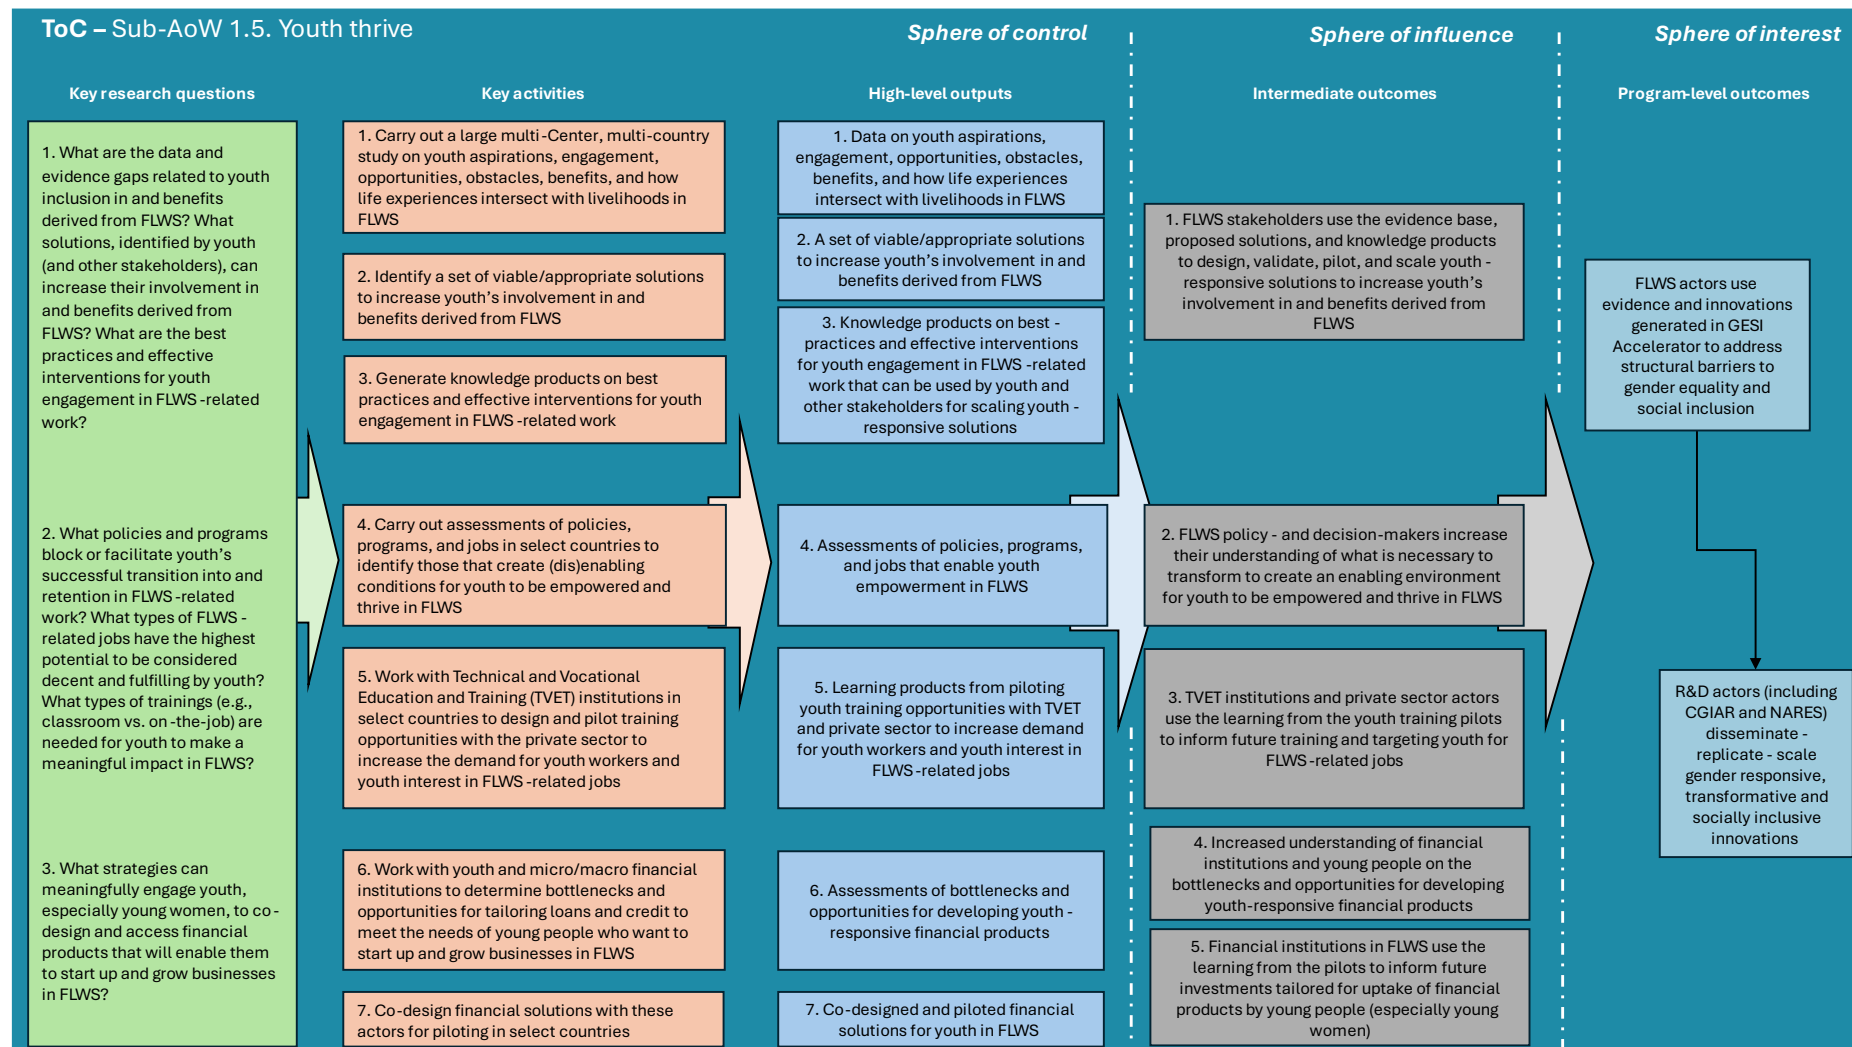 ToC – Sub-AoW 1.5. Youth thrive
Sphere of control
Sphere of influence
Sphere of interest
Key research questions
Key activities
High-level outputs
Intermediate outcomes
Program-level outcomes
1. What are the data and
evidence gaps related to youth
inclusion in and benefits
derived from FLWS? What
solutions, identified by youth
(and other stakeholders), can
increase their involvement in
and benefits derived from
FLWS? What are the best
practices and effective
interventions for youth
engagement in FLWS -related
work?
2. What policies and programs
block or facilitate youth's
successful transition into and
retention in FLWS -related
work? What types of FLWS -
related jobs have the highest
potential to be considered
decent and fulfilling by youth?
What types of trainings (e.g.,
classroom vs. on -the-job) are
needed for youth to make a
meaningful impact in FLWS?
3. What strategies can
meaningfully engage youth,
especially young women, to co -
design and access financial
products that will enable them
to start up and grow businesses
in FLWS?
1. Carry out a large multi -Center, multi-country
study on youth aspirations, engagement,
opportunities, obstacles, benefits, and how
life experiences intersect with livelihoods in
FLWS
2. Identify a set of viable/appropriate solutions
to increase youth's involvement in and
benefits derived from FLWS
3. Generate knowledge products on best
practices and effective interventions for youth
engagement in FLWS -related work
4. Carry out assessments of policies,
programs, and jobs in select countries to
identify those that create (dis)enabling
conditions for youth to be empowered and
thrive in FLWS
5. Work with Technical and Vocational
Education and Training (TVET) institutions in
select countries to design and pilot training
opportunities with the private sector to
increase the demand for youth workers and
youth interest in FLWS -related jobs
6. Work with youth and micro/macro financial
institutions to determine bottlenecks and
opportunities for tailoring loans and credit to
meet the needs of young people who want to
start up and grow businesses in FLWS
7. Co-design financial solutions with these
actors for piloting in select countries
1. Data on youth aspirations,
engagement, opportunities, obstacles,
benefits, and how life experiences
intersect with livelihoods in FLWS
2. A set of viable/appropriate solutions
to increase youth's involvement in and
benefits derived from FLWS
3. Knowledge products on best -
practices and effective interventions
for youth engagement in FLWS -related
work that can be used by youth and
other stakeholders for scaling youth -
responsive solutions
4. Assessments of policies, programs,
and jobs that enable youth
empowerment in FLWS
5. Learning products from piloting
youth training opportunities with TVET
and private sector to increase demand
for youth workers and youth interest in
FLWS -related jobs
6. Assessments of bottlenecks and
opportunities for developing youth -
responsive financial products
7. Co-designed and piloted financial
solutions for youth in FLWS
1. FLWS stakeholders use the evidence base,
proposed solutions, and knowledge products
to design, validate, pilot, and scale youth -
responsive solutions to increase youth's
involvement in and benefits derived from
FLWS
2. FLWS policy - and decision-makers increase
their understanding of what is necessary to
transform to create an enabling environment
for youth to be empowered and thrive in FLWS
3. TVET institutions and private sector actors
use the learning from the youth training pilots
to inform future training and targeting youth for
FLWS -related jobs
4. Increased understanding of financial
institutions and young people on the
bottlenecks and opportunities for developing
youth-responsive financial products
5. Financial institutions in FLWS use the
learning from the pilots to inform future
investments tailored for uptake of financial
products by young people (especially young
women)
FLWS actors use
evidence and innovations
generated in GESI
Accelerator to address
structural barriers to
gender equality and
social inclusion
R&D actors (including
CGIAR and NARES)
disseminate -
replicate - scale
gender responsive,
transformative and
socially inclusive
innovations